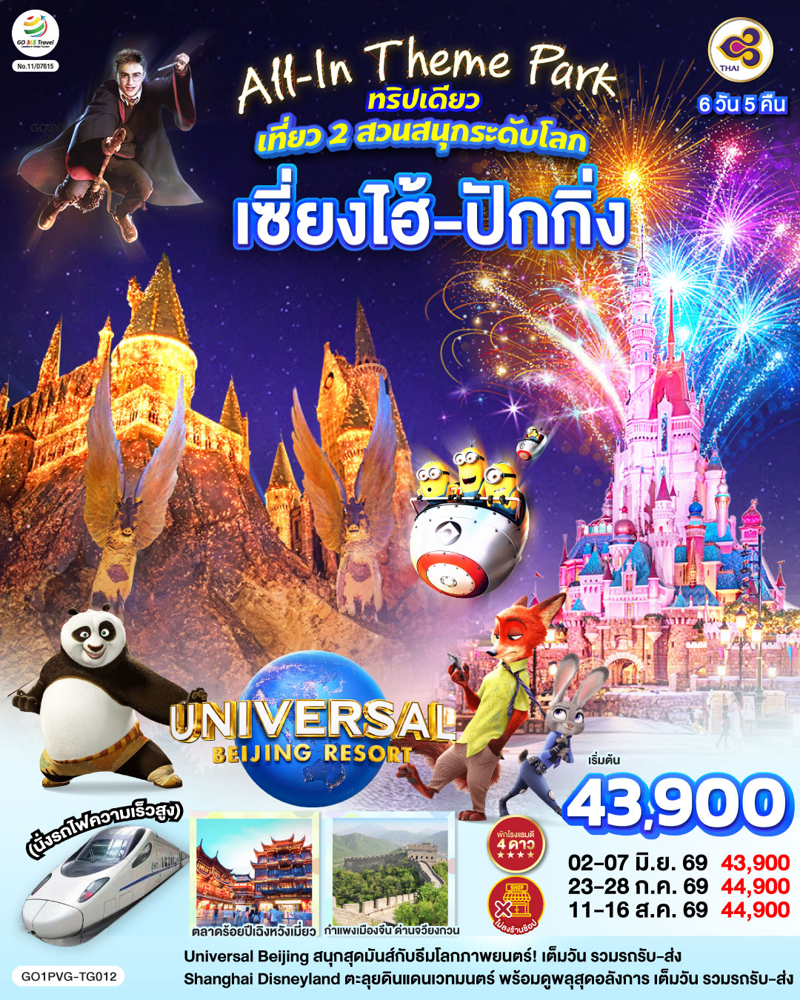 GO 365 Travel
Leaders in Global Tourism
No.11/07615
THAI
6 วัน 5 คืน
All-In Theme Park
ทริปเดียว
เที่ยว 2 สวนสนุกระดับโลก
เซี่ยงไฮ้-ปักกิ่ง
UNIVERSAL
BEIJING RESORT
เริ่มต้น
43,900
(นั่งรถไฟความเร็วสูง)
พักโรงแรมดี
4 ดาว
SHOP
ไม่ลงร้านช็อป
02-07 มิ.ย. 69 43,900
23-28 ก.ค. 69 44,900
11-16 ส.ค. 69 44,900
ตลาดร้อยปีเฉิงหวังเมี่ยว
กำแพงเมืองจีน ด่านจวียงกวน
Universal Beijing สนุกสุดมันส์กับธีมโลกภาพยนตร์! เต็มวัน รวมรถรับ-ส่ง
Shanghai Disneyland ตะลุยดินแดนเวทมนตร์ พร้อมดูพลุสุดอลังการ เต็มวัน รวมรถรับ-ส่ง
GO1PVG-TG012